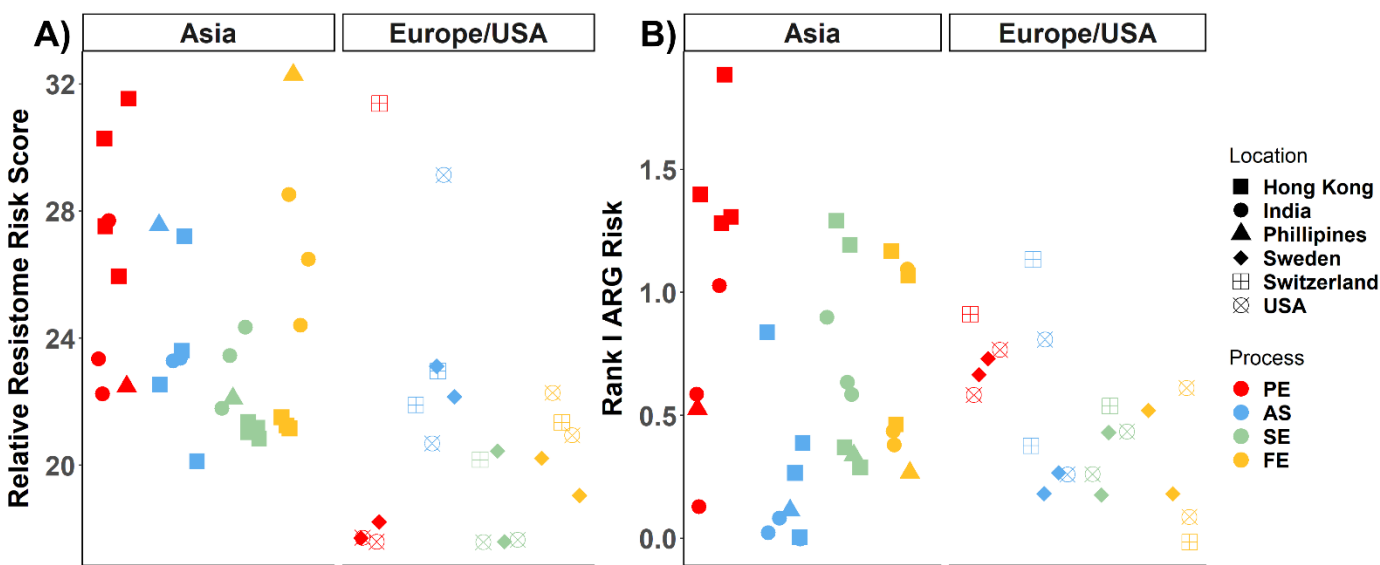 A)
Asia
Europe/USA
Relative Resistome Risk Score
32
28
24
20
B)
Asia
Europe/USA
Rank I ARG Risk
1.5
1.0
0.5
0.0
Location
Hong Kong
India
Phillipines
Sweden
Switzerland
USA
Process
PE
AS
SE
FE